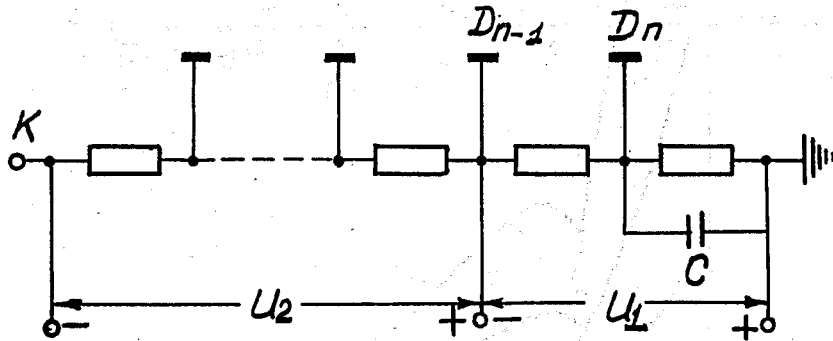 Dn-1 Dn
K
C
U2 U1
− + − +